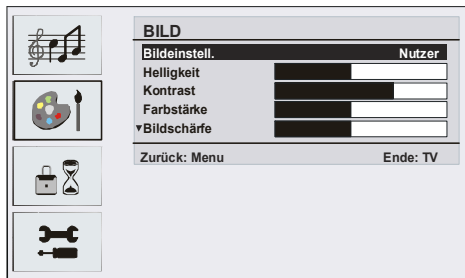 BILD
Bildeinstell. Nutzer
Helligkeit
Kontrast
Farbstärke
▾Bildschärfe
Zurück: Menu Ende: TV